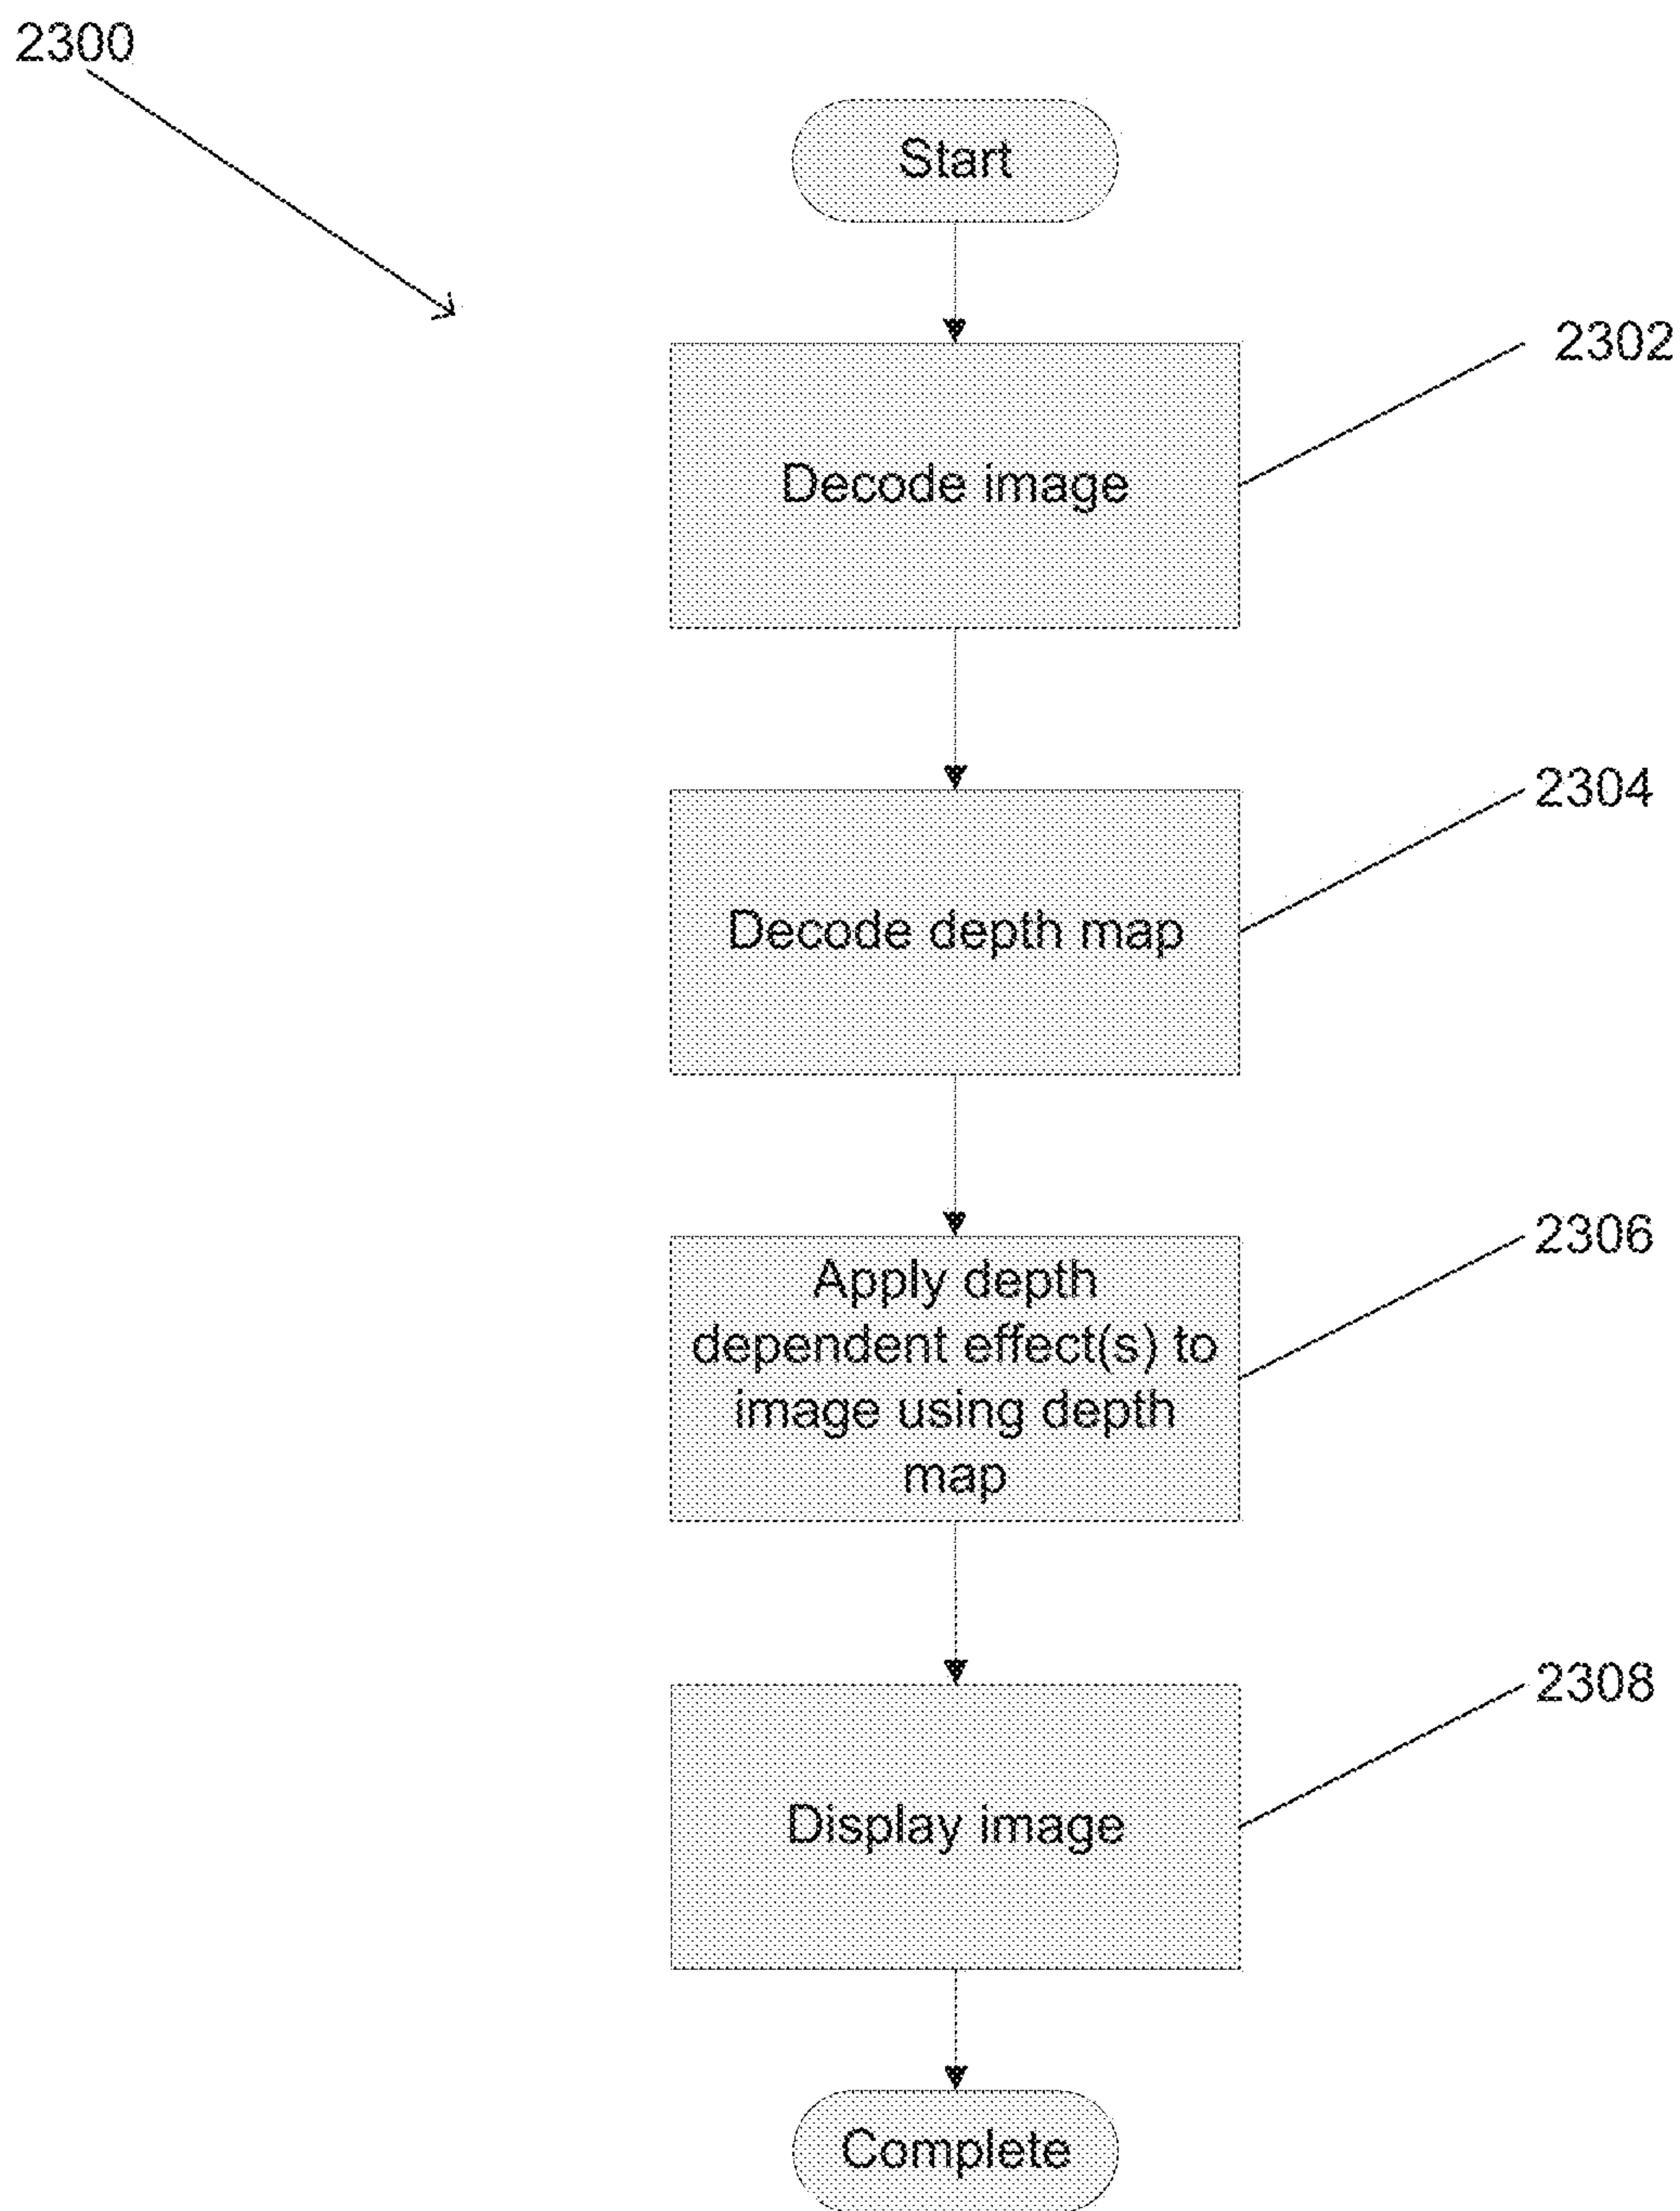 2300
Start
2302
Decode image
2304
Decode depth map
2306
Apply depth
dependent effect(s) to
image using depth
map
2308
Display image
Complete